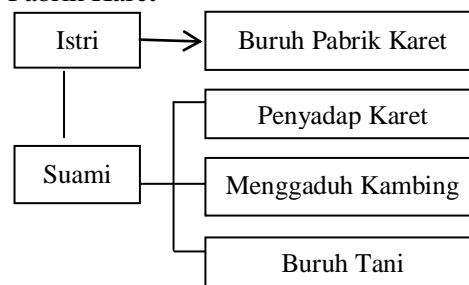 Pabrik Karet
Istri
Buruh Pabrik Karet
Penyadap Karet
Suami
Menggaduh Kambing
Buruh Tani